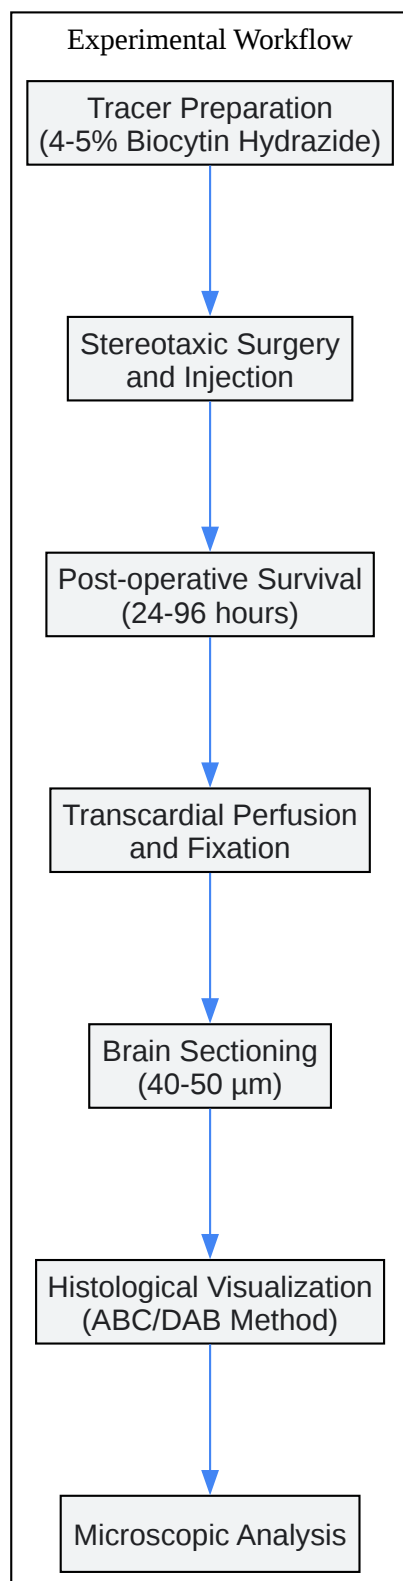 Experimental Workflow
Tracer Preparation
(4-5% Biocytin Hydrazide)
Stereotaxic Surgery
and Injection
Post-operative Survival
(24-96 hours)
Transcardial Perfusion
and Fixation
Brain Sectioning
(40-50 µm)
Histological Visualization
(ABC/DAB Method)
Microscopic Analysis